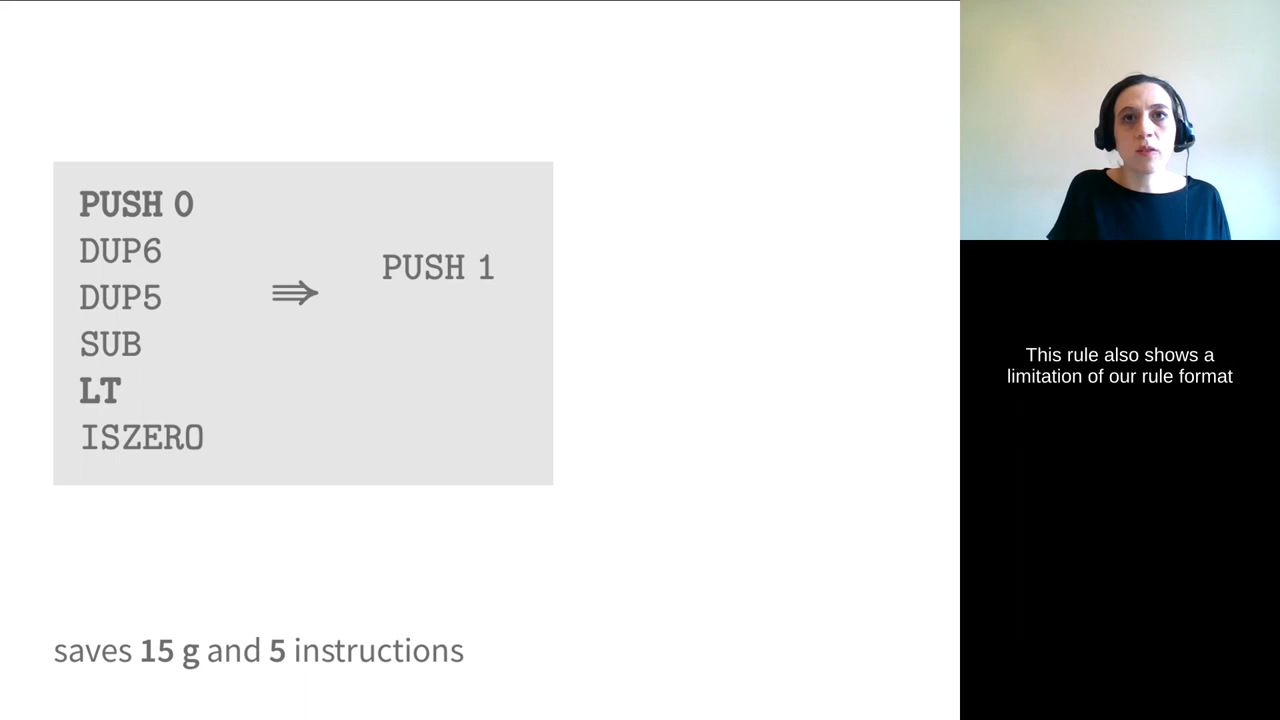 PUSH 0
DUP6
DUP5
SUB
LT
ISZERO
⇛
PUSH 1
saves 15 g and 5 instructions
This rule also shows a
limitation of our rule format